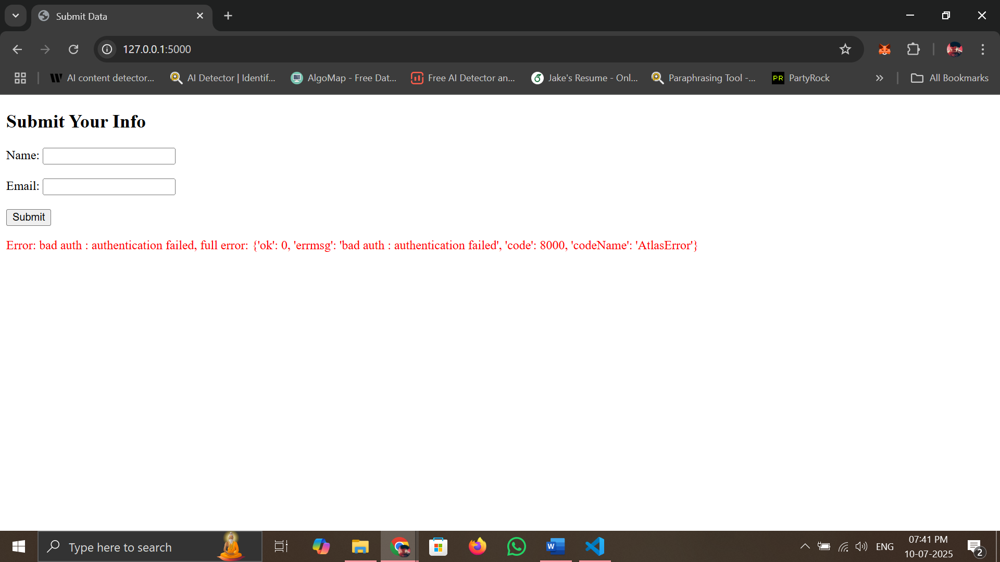 Submit Data
127.0.0.1:5000
AI content detector...
AI Detector | Identif...
AlgoMap - Free Dat...
Free AI Detector an...
Jake's Resume - Onl...
Paraphrasing Tool -...
PR PartyRock
All Bookmarks
Submit Your Info
Name:
Email:
Submit
Error: bad auth : authentication failed, full error: {'ok': 0, 'errmsg': 'bad auth : authentication failed', 'code': 8000, 'codeName': 'AtlasError'}
Type here to search
ENG
07:41 PM
10-07-2025
2